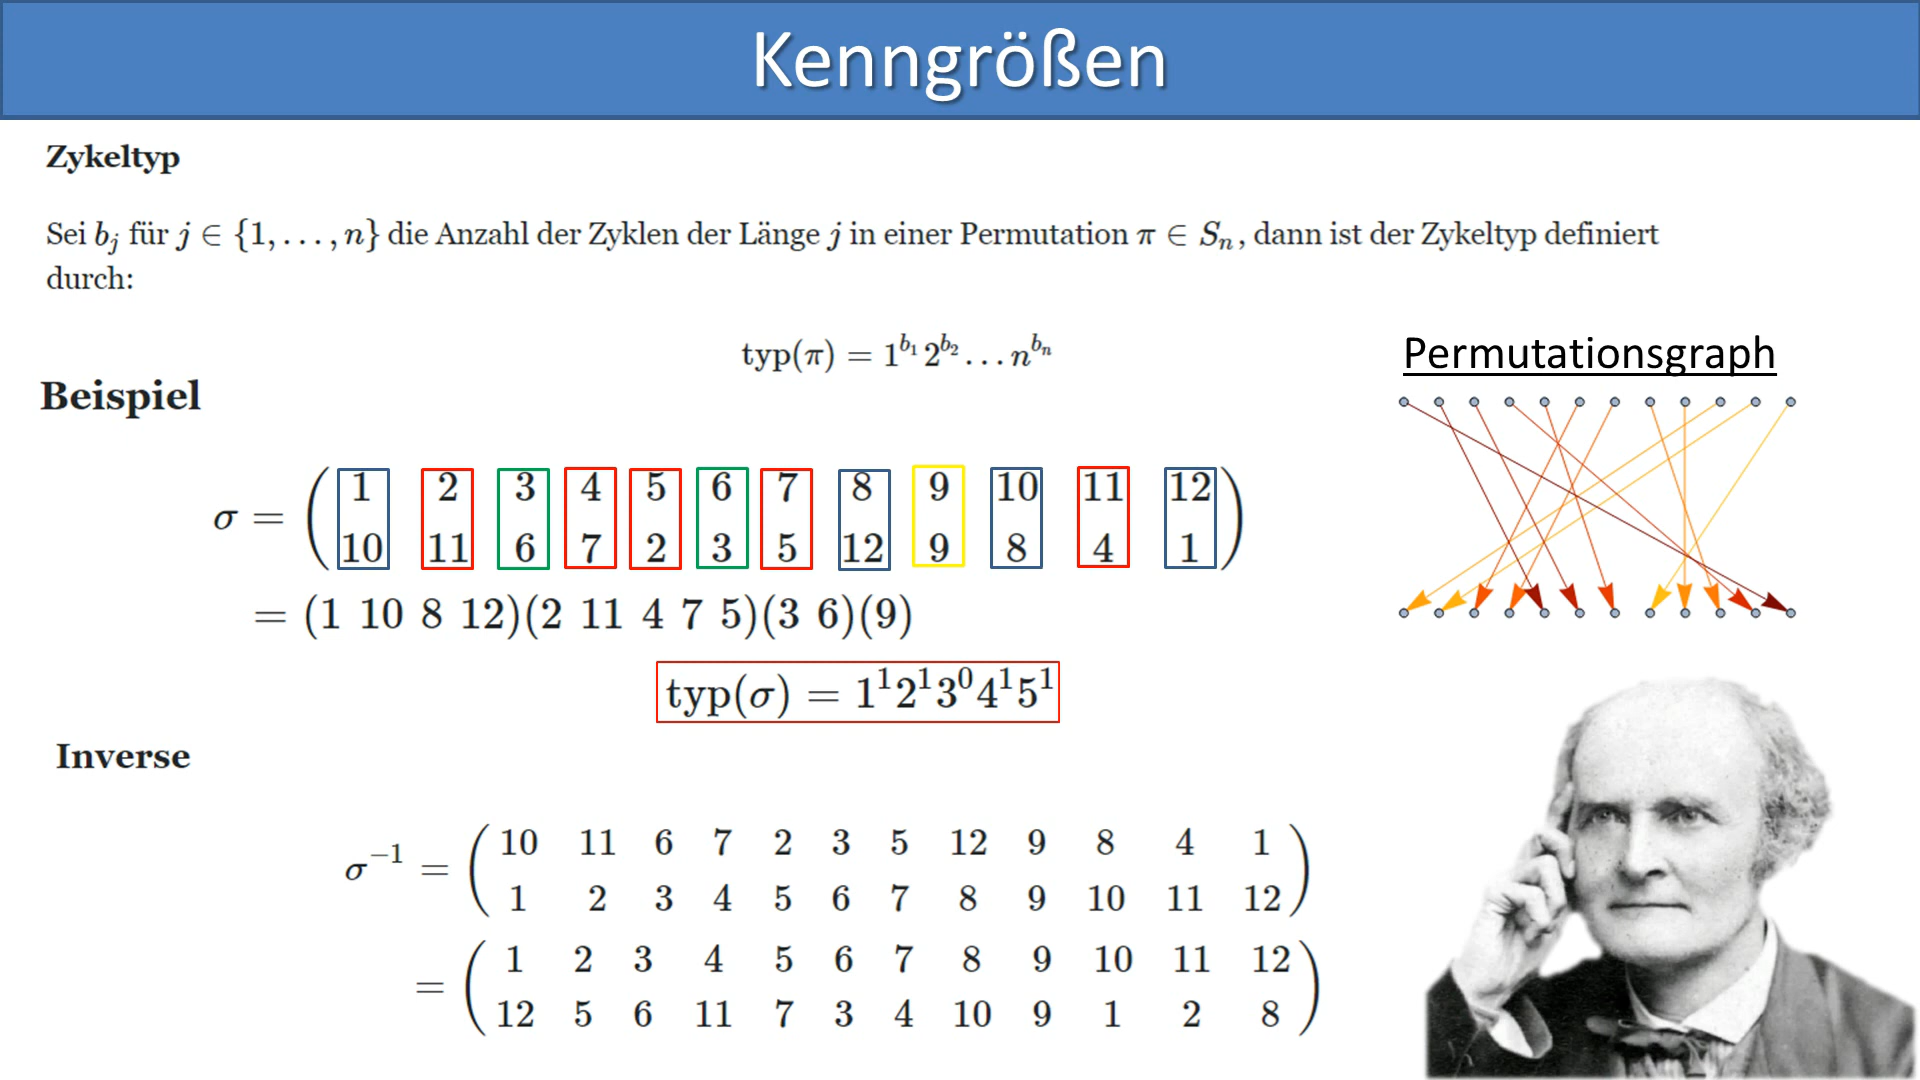 Kenngrößen
Zykeltyp
Sei b_j für j ∈ {1, . . . , n} die Anzahl der Zyklen der Länge j in einer Permutation π ∈ S_n, dann ist der Zykeltyp definiert
durch:
typ(π) = 1^{b_1} 2^{b_2} . . . n^{b_n}
Permutationsgraph
Beispiel
σ = ( 1 2 3 4 5 6 7 8 9 10 11 12
10 11 6 7 2 3 5 12 9 8 4 1 )
= (1 10 8 12)(2 11 4 7 5)(3 6)(9)
typ(σ) = 1^1 2^1 3^0 4^1 5^1
Inverse
σ^{-1} = ( 10 11 6 7 2 3 5 12 9 8 4 1
1 2 3 4 5 6 7 8 9 10 11 12 )
= ( 1 2 3 4 5 6 7 8 9 10 11 12
12 5 6 11 7 3 4 10 9 1 2 8 )